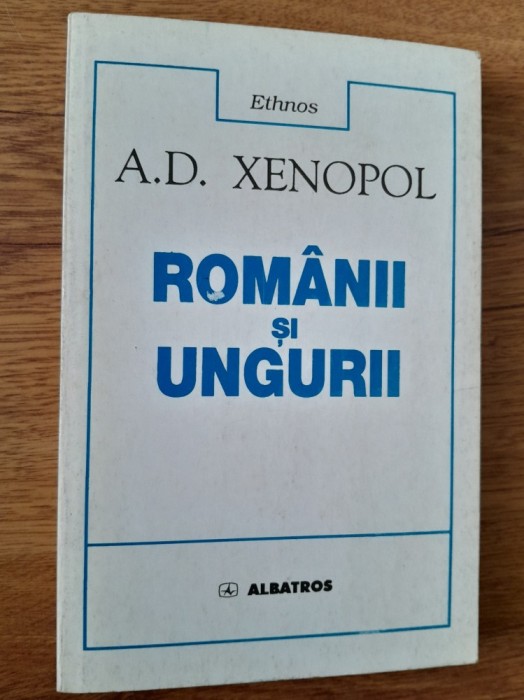 Ethnos
A.D. XENOPOL
ROMÂNII
ȘI
UNGURII
ALBATROS